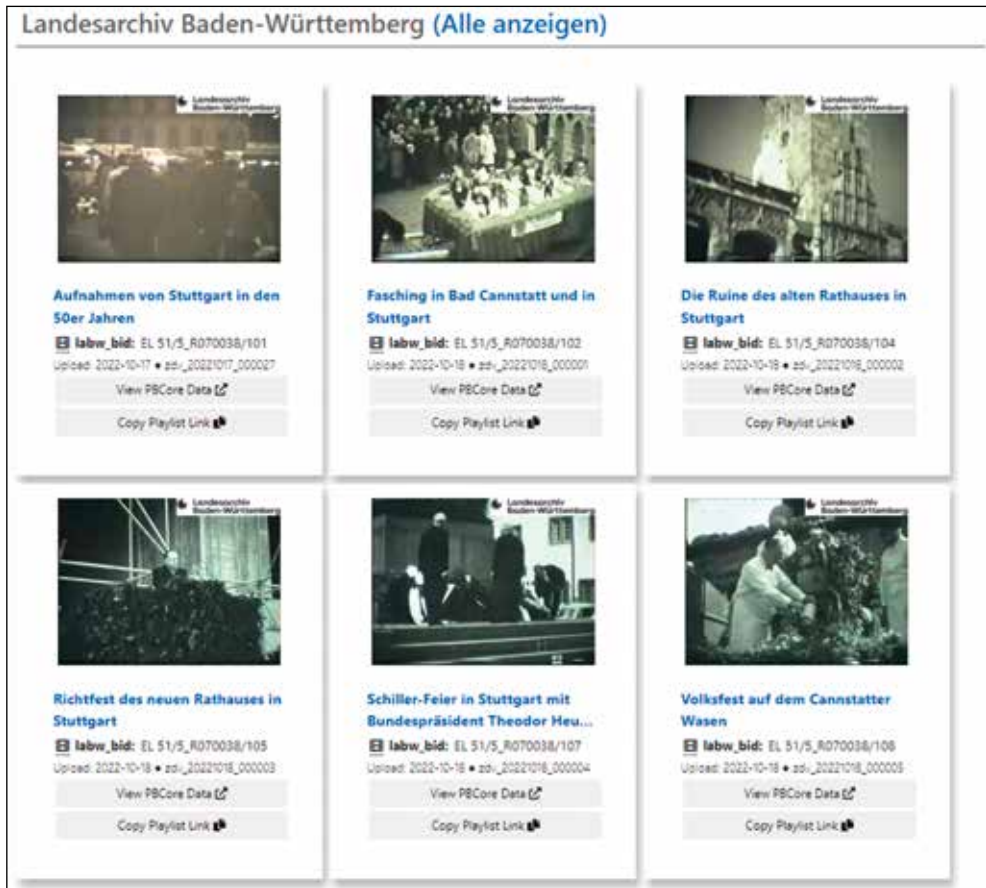 Landesarchiv Baden-Württemberg (Alle anzeigen)
Landesarchiv
Baden-Württemberg
Aufnahmen von Stuttgart in den
50er Jahren
labw_bid: EL 51/5_R070038/101
Upload: 2022-10-17 • zdv_20221017_000027
View PBCore Data
Copy Playlist Link
Landesarchiv
Baden-Württemberg
Fasching in Bad Cannstatt und in
Stuttgart
labw_bid: EL 51/5_R070038/102
Upload: 2022-10-18 • zdv_20221018_000001
View PBCore Data
Copy Playlist Link
Landesarchiv
Baden-Württemberg
Die Ruine des alten Rathauses in
Stuttgart
labw_bid: EL 51/5_R070038/104
Upload: 2022-10-18 • zdv_20221018_000002
View PBCore Data
Copy Playlist Link
Landesarchiv
Baden-Württemberg
Richtfest des neuen Rathauses in
Stuttgart
labw_bid: EL 51/5_R070038/105
Upload: 2022-10-18 • zdv_20221018_000003
View PBCore Data
Copy Playlist Link
Landesarchiv
Baden-Württemberg
Schiller-Feier in Stuttgart mit
Bundespräsident Theodor Heu...
labw_bid: EL 51/5_R070038/107
Upload: 2022-10-18 • zdv_20221018_000004
View PBCore Data
Copy Playlist Link
Landesarchiv
Baden-Württemberg
Volksfest auf dem Cannstatter
Wasen
labw_bid: EL 51/5_R070038/108
Upload: 2022-10-18 • zdv_20221018_000005
View PBCore Data
Copy Playlist Link